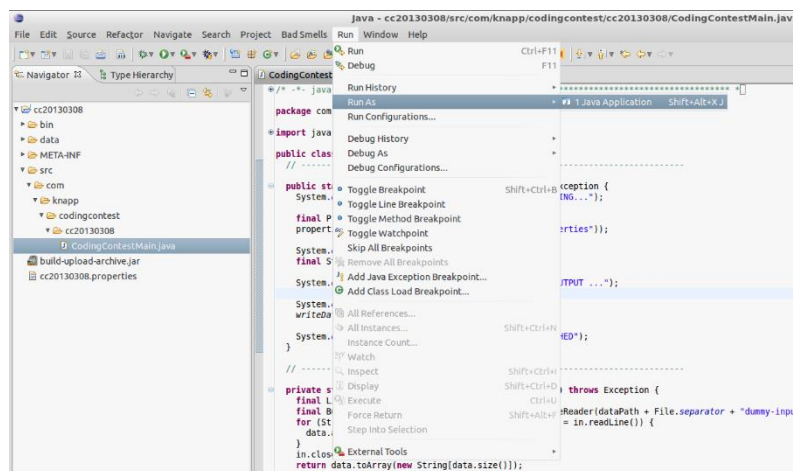 Java - cc20130308/src/com/knapp/codingcontest/cc20130308/CodingContestMain.jav
File Edit Source Refactor Navigate Search Project Bad Smells Run Window Help
Navigator
Type Hierarchy
CodingContest
cc20130308
bin
data
META-INF
src
com
knapp
codingcontest
cc20130308
CodingContestMain.java
build-upload-archive.jar
cc20130308.properties
Run Ctrl+F11
Debug F11
Run History
Run As
1 Java Application Shift+Alt+X J
Run Configurations...
Debug History
Debug As
Debug Configurations...
Toggle Breakpoint Shift+Ctrl+B
Toggle Line Breakpoint
Toggle Method Breakpoint
Toggle Watchpoint
Skip All Breakpoints
Remove All Breakpoints
Add Java Exception Breakpoint...
Add Class Load Breakpoint...
All References...
All Instances... Shift+Ctrl+N
Instance Count...
Watch
Inspect Shift+Ctrl+I
Display Shift+Ctrl+D
Execute Ctrl+U
Force Return Shift+Alt+F
Step Into Selection
External Tools
/* -*- java
package com
import java
public clas
// -----
public st xception {
System. ING...");
final P
propert erties"));
System.
final S
System. UTPUT ...");
System.
writeDa
System. HED");
}
// -----
private s ) throws Exception {
final L
final B eReader(dataPath + File.separator + "dummy-inpu
for (St = in.readLine()) {
data.
}
in.clos
return data.toArray(new String[data.size()]);